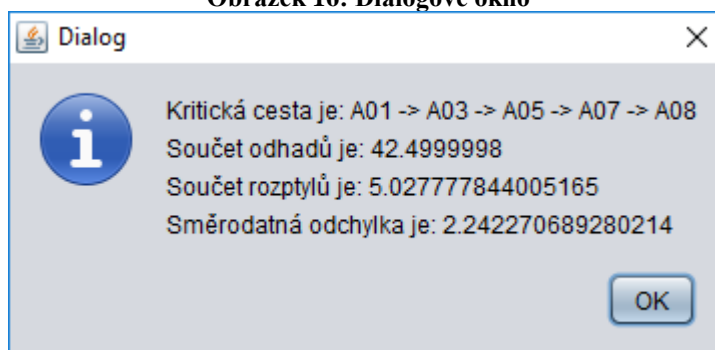 Obrázek 16: Dialogové okno
Dialog
Kritická cesta je: A01 -> A03 -> A05 -> A07 -> A08
Součet odhadů je: 42.4999998
Součet rozptylů je: 5.027777844005165
Směrodatná odchylka je: 2.242270689280214
OK